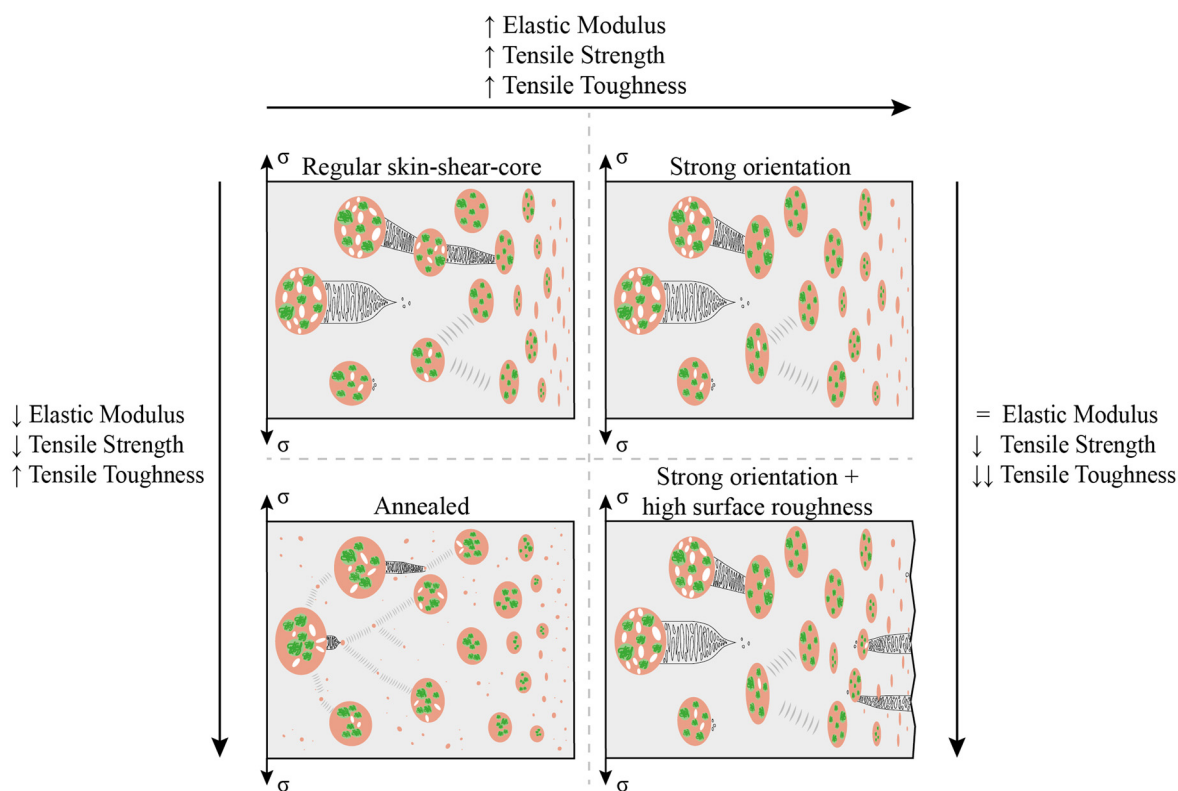 ↑ Elastic Modulus
↑ Tensile Strength
↑ Tensile Toughness
σ
Regular skin-shear-core
σ
Strong orientation
σ
σ
↓ Elastic Modulus
↓ Tensile Strength
↑ Tensile Toughness
= Elastic Modulus
↓ Tensile Strength
↓↓ Tensile Toughness
σ
Annealed
σ
Strong orientation +
high surface roughness
σ
σ